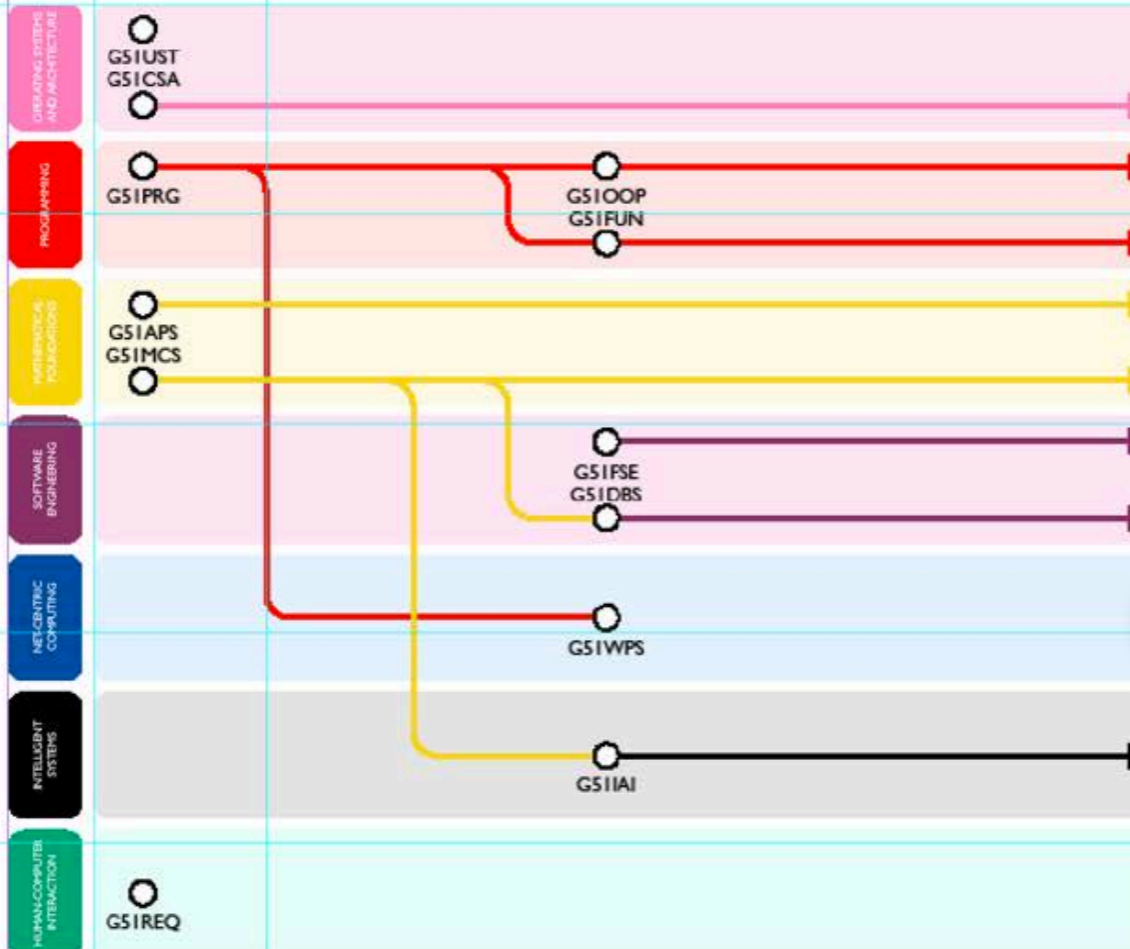 OPERATING SYSTEMS
AND ARCHITECTURE
G51UST
G51CSA
PROGRAMMING
G51PRG
G51OOP
G51FUN
MATHEMATICAL
FOUNDATIONS
G51APS
G51MCS
SOFTWARE
ENGINEERING
G51FSE
G51DBS
NET-CENTRIC
COMPUTING
G51WPS
INTELLIGENT
SYSTEMS
G51IAI
HUMAN-COMPUTER
INTERACTION
G51REQ